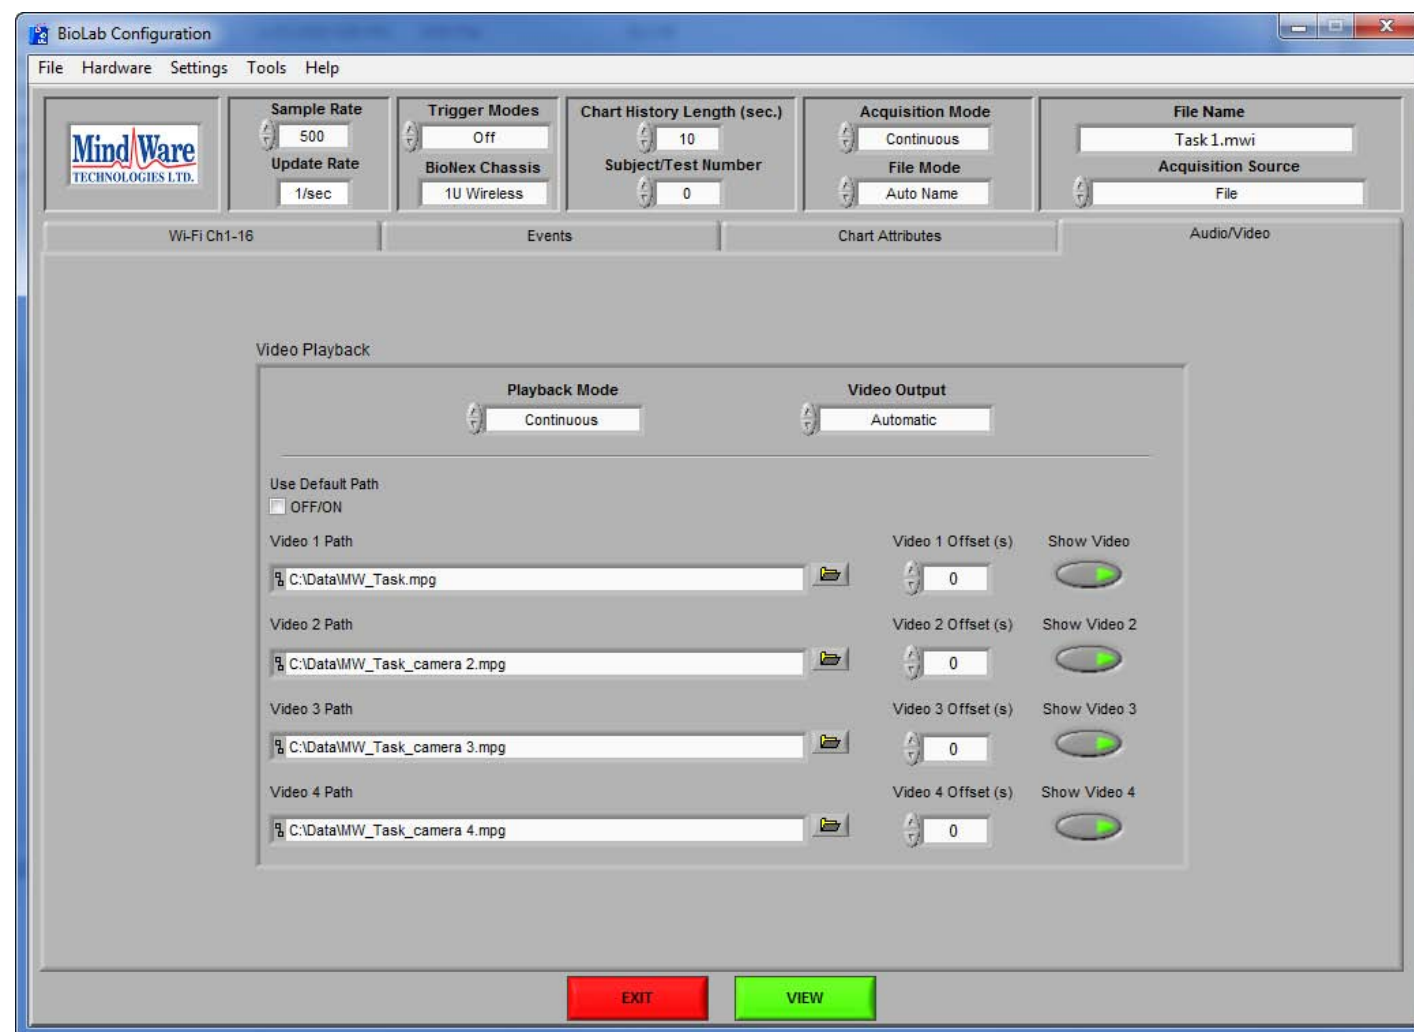 BioLab Configuration
File Hardware Settings Tools Help
MindWare
TECHNOLOGIES LTD.
Sample Rate
500
Update Rate
1/sec
Trigger Modes
Off
BioNex Chassis
1U Wireless
Chart History Length (sec.)
10
Subject/Test Number
0
Acquisition Mode
Continuous
File Mode
Auto Name
File Name
Task1.mwi
Acquisition Source
File
Wi-Fi Ch1-16
Events
Chart Attributes
Audio/Video
Video Playback
Playback Mode
Continuous
Video Output
Automatic
Use Default Path
OFF/ON
Video 1 Path
Video 1 Offset (s)
Show Video
C:\Data\MW_Task.mpg
0
Video 2 Path
Video 2 Offset (s)
Show Video 2
C:\Data\MW_Task_camera 2.mpg
0
Video 3 Path
Video 3 Offset (s)
Show Video 3
C:\Data\MW_Task_camera 3.mpg
0
Video 4 Path
Video 4 Offset (s)
Show Video 4
C:\Data\MW_Task_camera 4.mpg
0
EXIT
VIEW